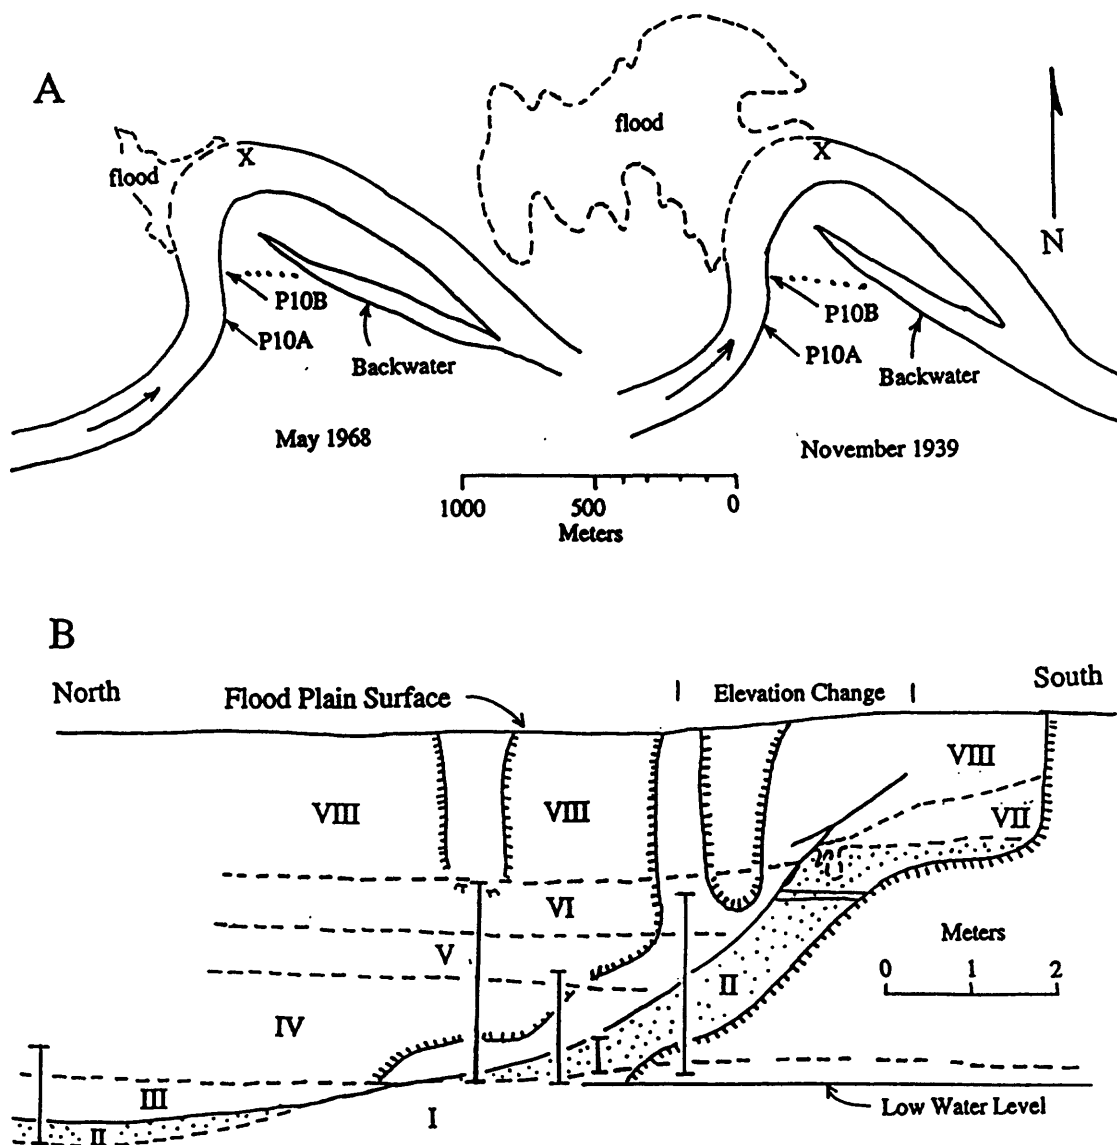 A
flood
X
P10B
P10A
Backwater
May 1968
flood
X
P10B
P10A
Backwater
November 1939
N
1000 500 0
Meters
B
North
Flood Plain Surface
Elevation Change
South
VIII
VIII
VIII
VII
VI
V
IV
III
II
I
II
Meters
0 1 2
Low Water Level